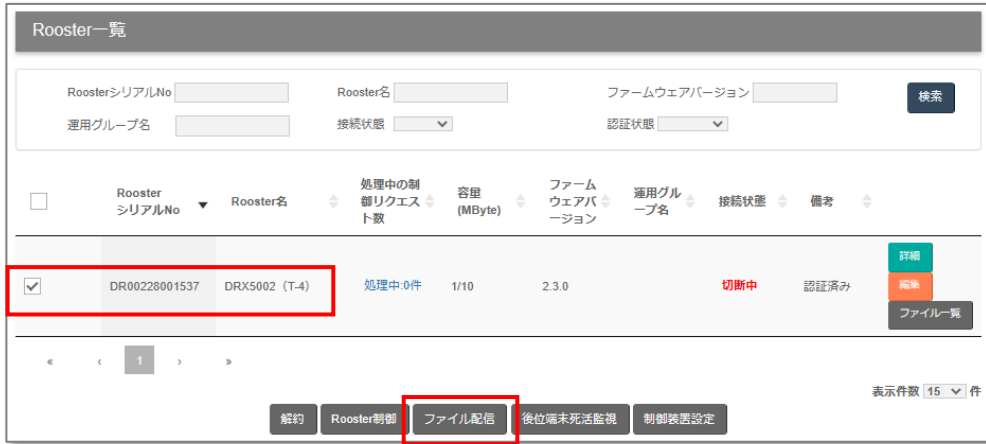 Rooster一覧
RoosterシリアルNo Rooster名 ファームウェアバージョン 検索
運用グループ名 接続状態 認証状態
Rooster
シリアルNo
Rooster名
処理中の制
御リクエス
ト数
容量
(MByte)
ファーム
ウェアバ
ージョン
運用グル
ープ名
接続状態
備考
DR00228001537 DRX5002（T-4） 処理中:0件 1/10 2.3.0 切断中 認証済み
詳細
編集
ファイル一覧
« ‹ 1 › »
表示件数 15 件
解約 Rooster制御 ファイル配信 後位端末死活監視 制御装置設定